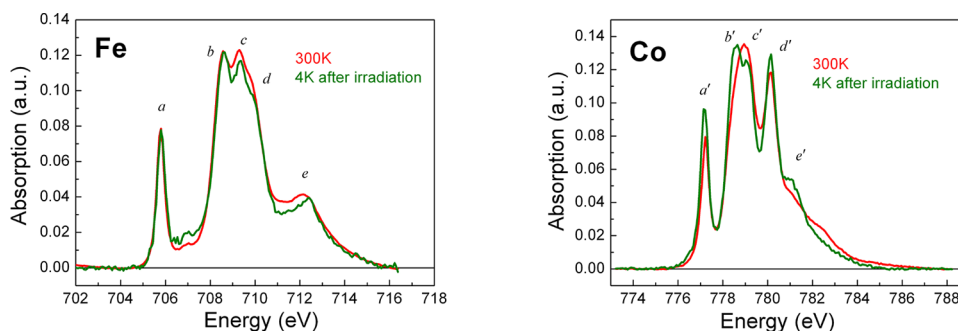 Fe
300K
4K after irradiation
a
b
c
d
e
Absorption (a.u.)
0.14
0.12
0.10
0.08
0.06
0.04
0.02
0.00
702 704 706 708 710 712 714 716 718
Energy (eV)
Co
300K
4K after irradiation
a'
b'
c'
d'
e'
Absorption (a.u.)
0.14
0.12
0.10
0.08
0.06
0.04
0.02
0.00
774 776 778 780 782 784 786 788
Energy (eV)